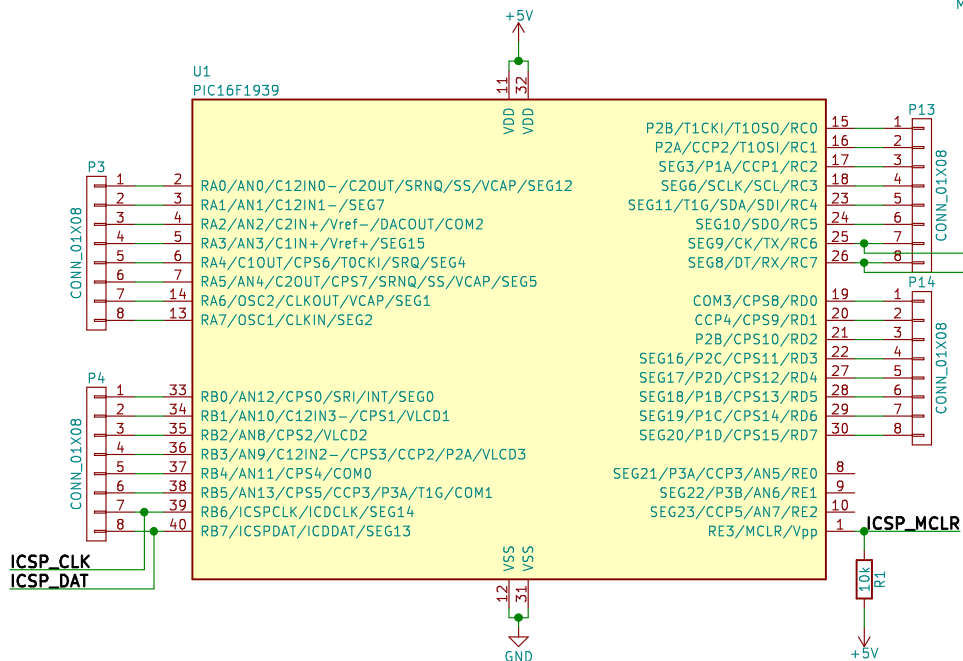 M
+5V
U1
PIC16F1939
11
32
VDD
VDD
P3
CONN_01X08
1 2 RA0/AN0/C12IN0-/C2OUT/SRNQ/SS/VCAP/SEG12
2 3 RA1/AN1/C12IN1-/SEG7
3 4 RA2/AN2/C2IN+/Vref-/DACOUT/COM2
4 5 RA3/AN3/C1IN+/Vref+/SEG15
5 6 RA4/C1OUT/CPS6/T0CKI/SRQ/SEG4
6 7 RA5/AN4/C2OUT/CPS7/SRNQ/SS/VCAP/SEG5
7 14 RA6/OSC2/CLKOUT/VCAP/SEG1
8 13 RA7/OSC1/CLKIN/SEG2
P4
CONN_01X08
1 33 RB0/AN12/CPS0/SRI/INT/SEG0
2 34 RB1/AN10/C12IN3-/CPS1/VLCD1
3 35 RB2/AN8/CPS2/VLCD2
4 36 RB3/AN9/C12IN2-/CPS3/CCP2/P2A/VLCD3
5 37 RB4/AN11/CPS4/COM0
6 38 RB5/AN13/CPS5/CCP3/P3A/T1G/COM1
7 39 RB6/ICSPCLK/ICDCLK/SEG14
8 40 RB7/ICSPDAT/ICDDAT/SEG13
ICSP_CLK
ICSP_DAT
P13
CONN_01X08
P2B/T1CKI/T1OSO/RC0 15 1
P2A/CCP2/T1OSI/RC1 16 2
SEG3/P1A/CCP1/RC2 17 3
SEG6/SCLK/SCL/RC3 18 4
SEG11/T1G/SDA/SDI/RC4 23 5
SEG10/SDO/RC5 24 6
SEG9/CK/TX/RC6 25 7
SEG8/DT/RX/RC7 26 8
P14
CONN_01X08
COM3/CPS8/RD0 19 1
CCP4/CPS9/RD1 20 2
P2B/CPS10/RD2 21 3
SEG16/P2C/CPS11/RD3 22 4
SEG17/P2D/CPS12/RD4 27 5
SEG18/P1B/CPS13/RD5 28 6
SEG19/P1C/CPS14/RD6 29 7
SEG20/P1D/CPS15/RD7 30 8
SEG21/P3A/CCP3/AN5/RE0 8
SEG22/P3B/AN6/RE1 9
SEG23/CCP5/AN7/RE2 10
RE3/MCLR/Vpp 1 ICSP_MCLR
VSS
VSS
12
31
GND
10k
R1
+5V